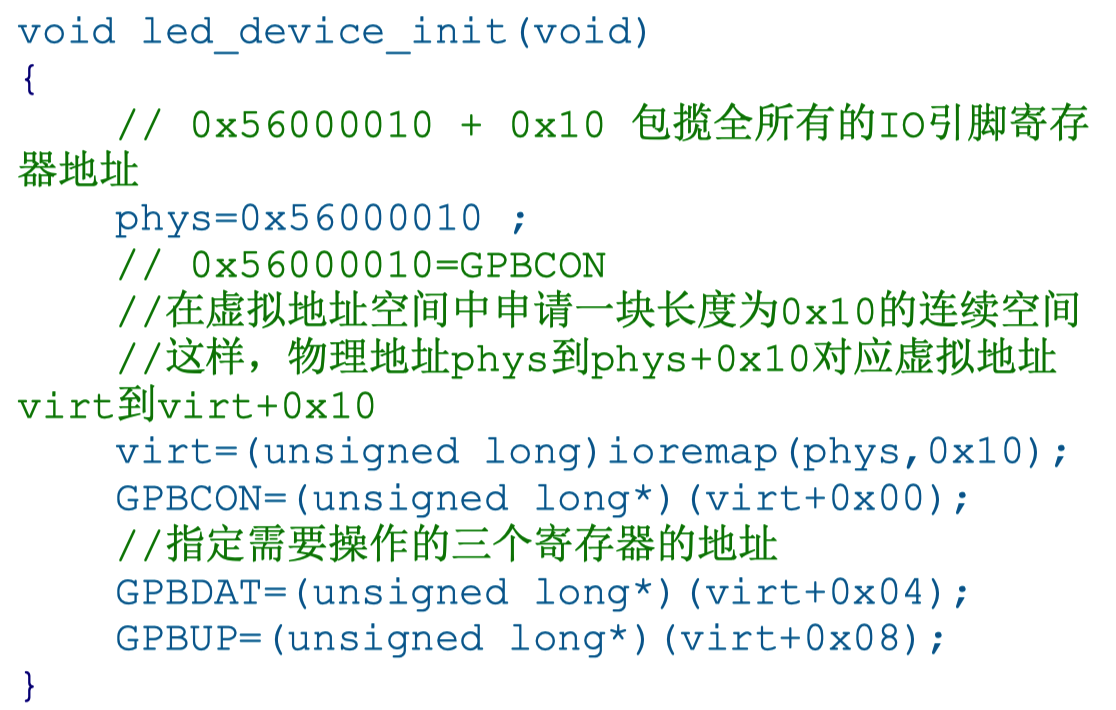 void led_device_init(void)
{
// 0x56000010 + 0x10 包揽全所有的IO引脚寄存
器地址
phys=0x56000010 ;
// 0x56000010=GPBCON
//在虚拟地址空间中申请一块长度为0x10的连续空间
//这样，物理地址phys到phys+0x10对应虚拟地址
virt到virt+0x10
virt=(unsigned long)ioremap(phys,0x10);
GPBCON=(unsigned long*)(virt+0x00);
//指定需要操作的三个寄存器的地址
GPBDAT=(unsigned long*)(virt+0x04);
GPBUP=(unsigned long*)(virt+0x08);
}